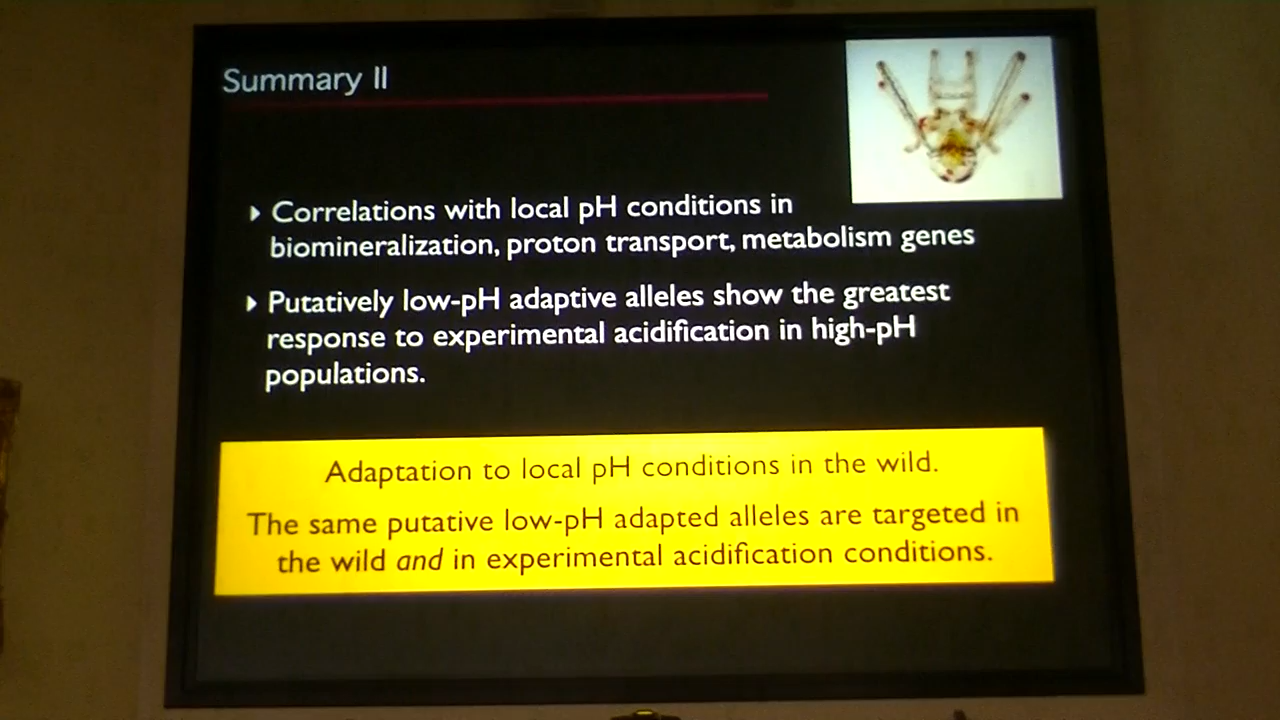 Summary II
Correlations with local pH conditions in
biomineralization, proton transport, metabolism genes
Putatively low-pH adaptive alleles show the greatest
response to experimental acidification in high-pH
populations.
Adaptation to local pH conditions in the wild.
The same putative low-pH adapted alleles are targeted in
the wild and in experimental acidification conditions.